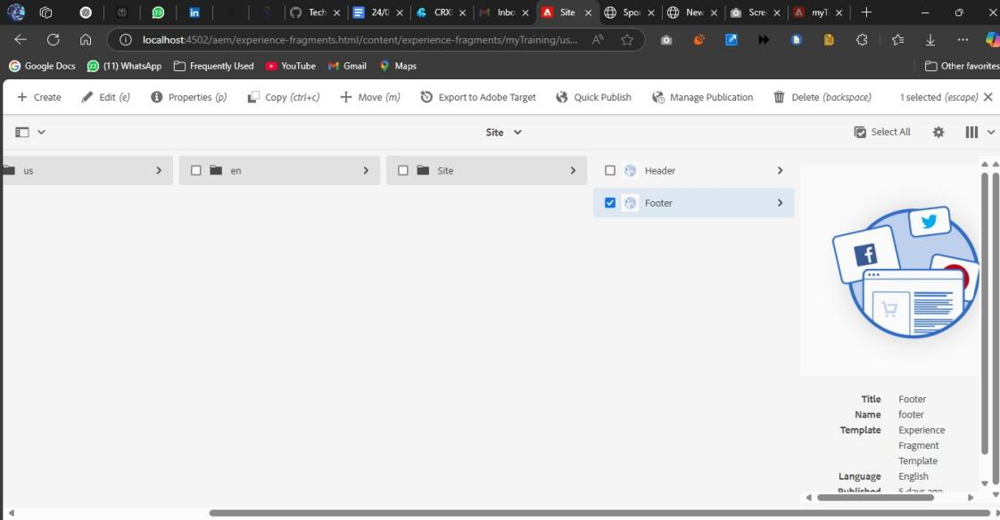 Tech
24/0
CRXI
Inbo
Site
Spor
New
Scre
myT
localhost:4502/aem/experience-fragments.html/content/experience-fragments/myTraining/us...
Google Docs
(11) WhatsApp
Frequently Used
YouTube
Gmail
Maps
Other favorites
Create
Edit (e)
Properties (p)
Copy (ctrl+c)
Move (m)
Export to Adobe Target
Quick Publish
Manage Publication
Delete (backspace)
1 selected (escape)
Site
Select All
us
en
Site
Header
Footer
Title Footer
Name footer
Template Experience
Fragment
Template
Language English
Published 5 days ago